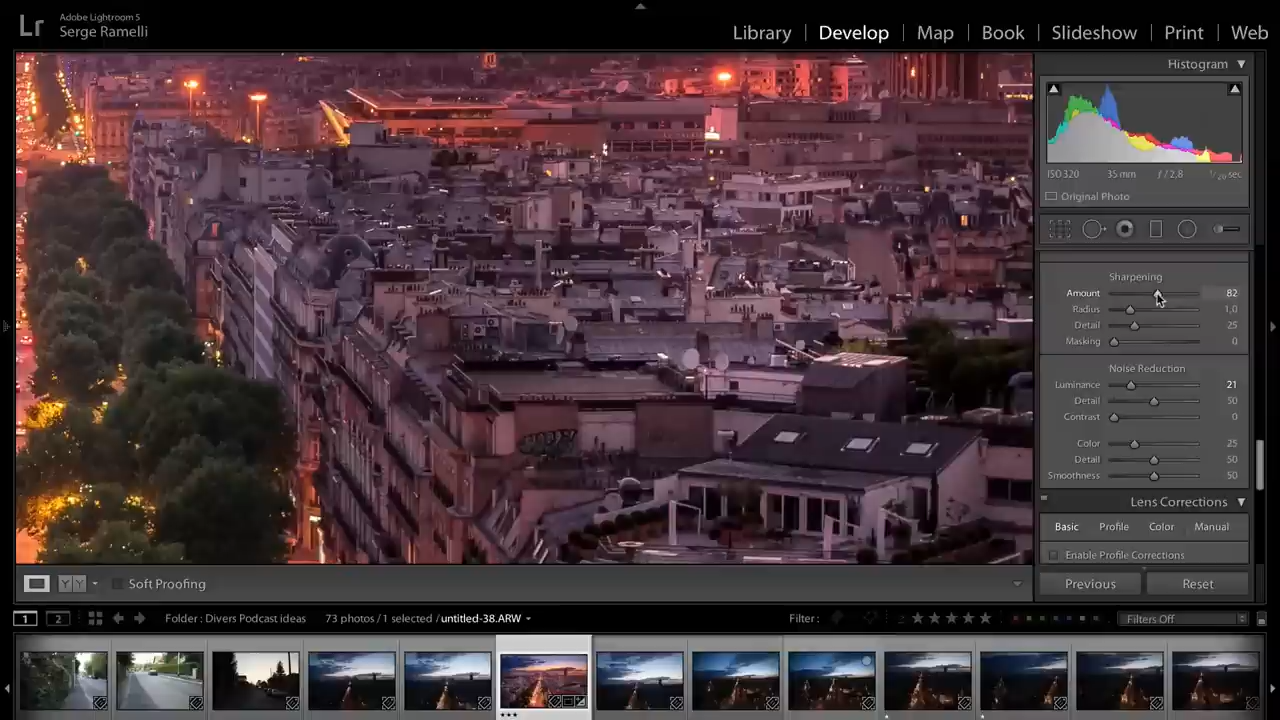 Adobe Lightroom 5
Lr
Serge Ramelli
Library | Develop | Map | Book | Slideshow | Print | Web
Histogram
ISO 320 35 mm f / 2,8 1/20 sec
Original Photo
Sharpening
Amount 82
Radius 1,0
Detail 25
Masking 0
Noise Reduction
Luminance 21
Detail 50
Contrast 0
Color 25
Detail 50
Smoothness 50
Lens Corrections
Basic Profile Color Manual
Enable Profile Corrections
Y Y Soft Proofing
Previous Reset
1 2 Folder : Divers Podcast ideas 73 photos / 1 selected / untitled-38.ARW Filter : Filters Off